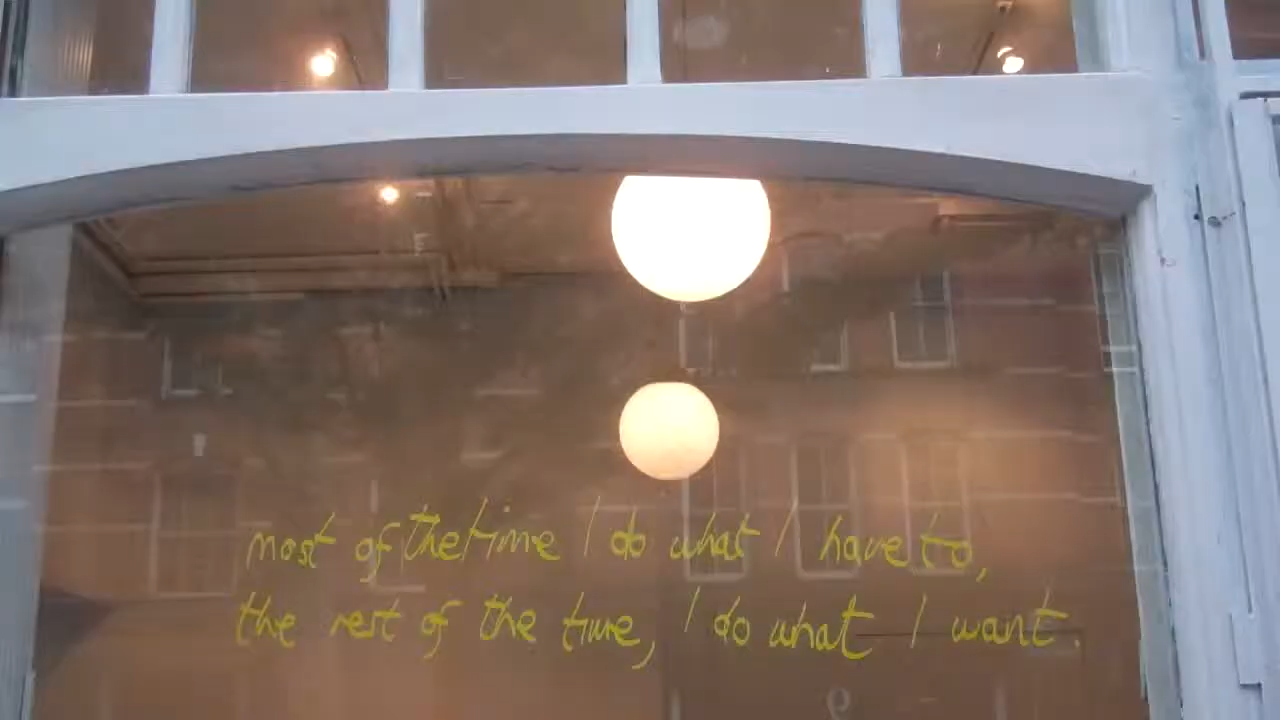 most of the time I do what I have to,
the rest of the time, I do what I want.